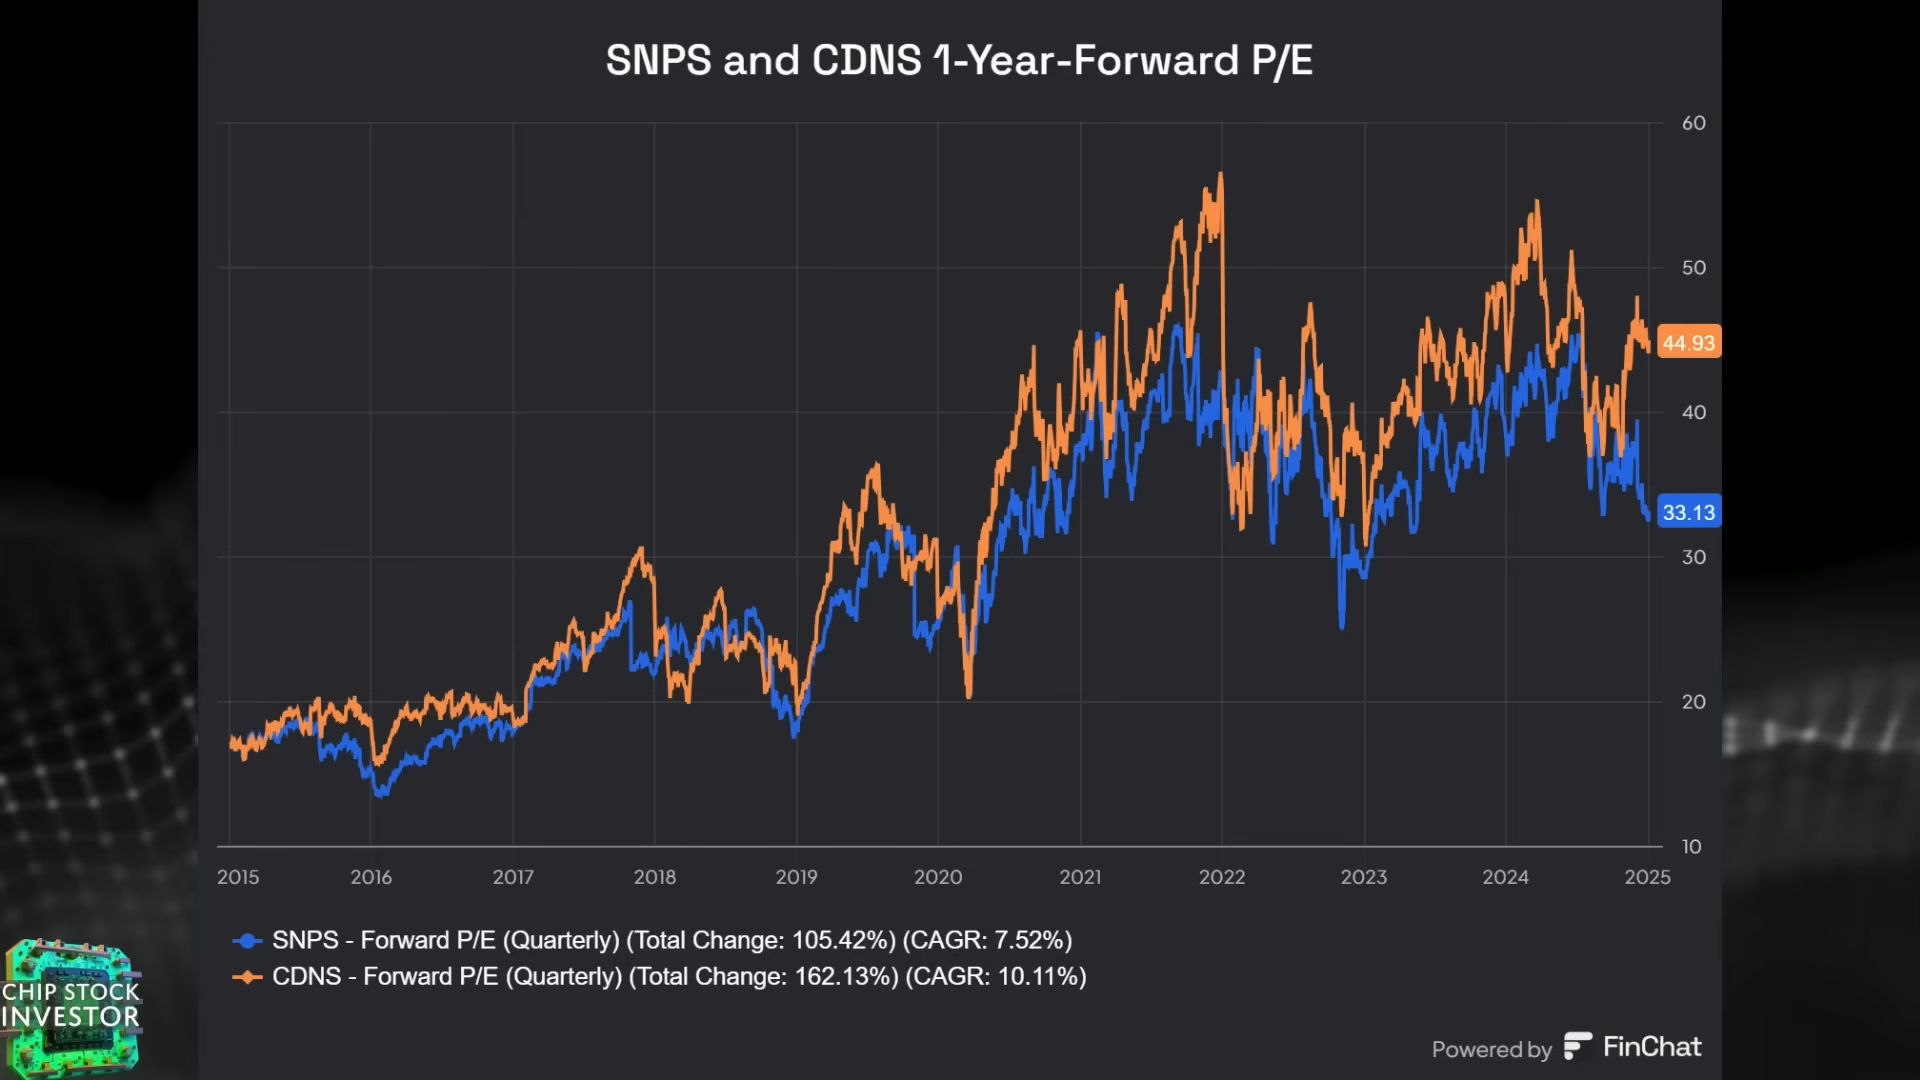 SNPS and CDNS 1-Year-Forward P/E
60
50
44.93
40
33.13
30
20
10
2015 2016 2017 2018 2019 2020 2021 2022 2023 2024 2025
SNPS - Forward P/E (Quarterly) (Total Change: 105.42%) (CAGR: 7.52%)
CDNS - Forward P/E (Quarterly) (Total Change: 162.13%) (CAGR: 10.11%)
CHIP STOCK
INVESTOR
Powered by FinChat